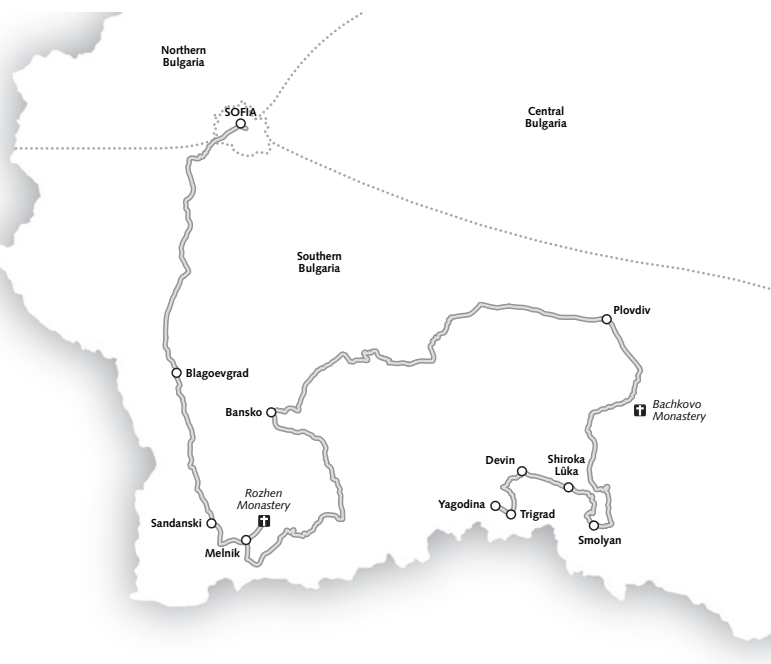 Northern
Bulgaria
SOFIA
Central
Bulgaria
Southern
Bulgaria
Plovdiv
Blagoevgrad
Bansko
Bachkovo
Monastery
Devin
Shiroka
Lûka
Rozhen
Monastery
Yagodina
Trigrad
Sandanski
Smolyan
Melnik